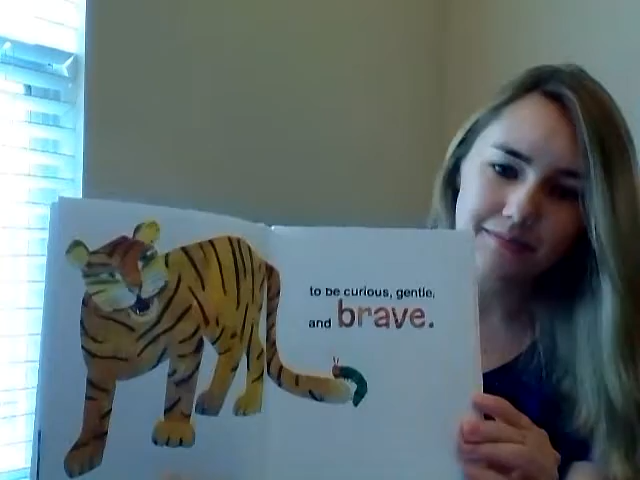 to be curious, gentle,
and brave.